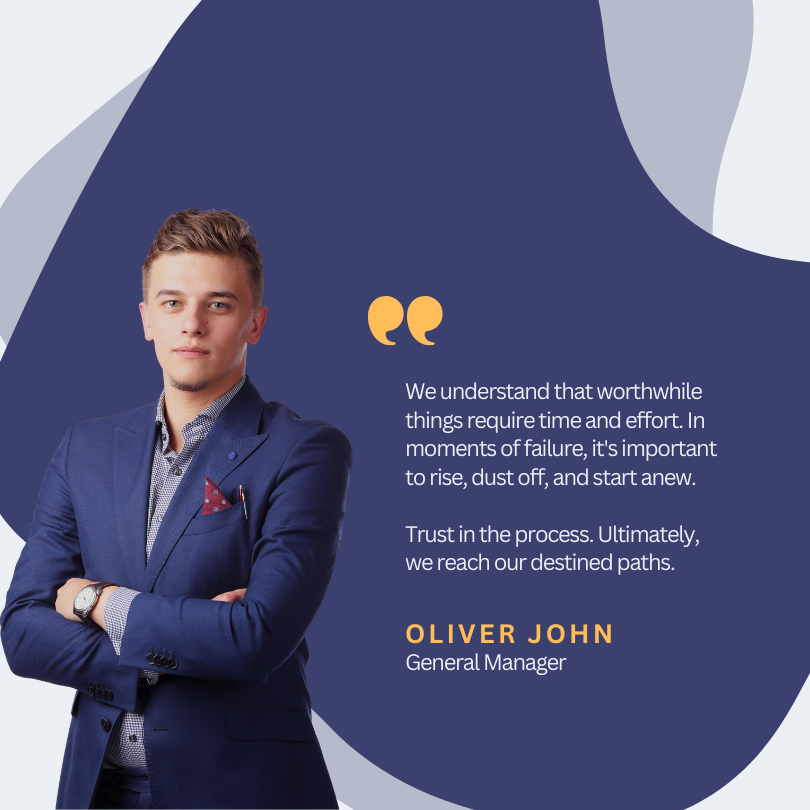 We understand that worthwhile
things require time and effort. In
moments of failure, it's important
to rise, dust off, and start anew.
Trust in the process. Ultimately,
we reach our destined paths.
OLIVER JOHN
General Manager